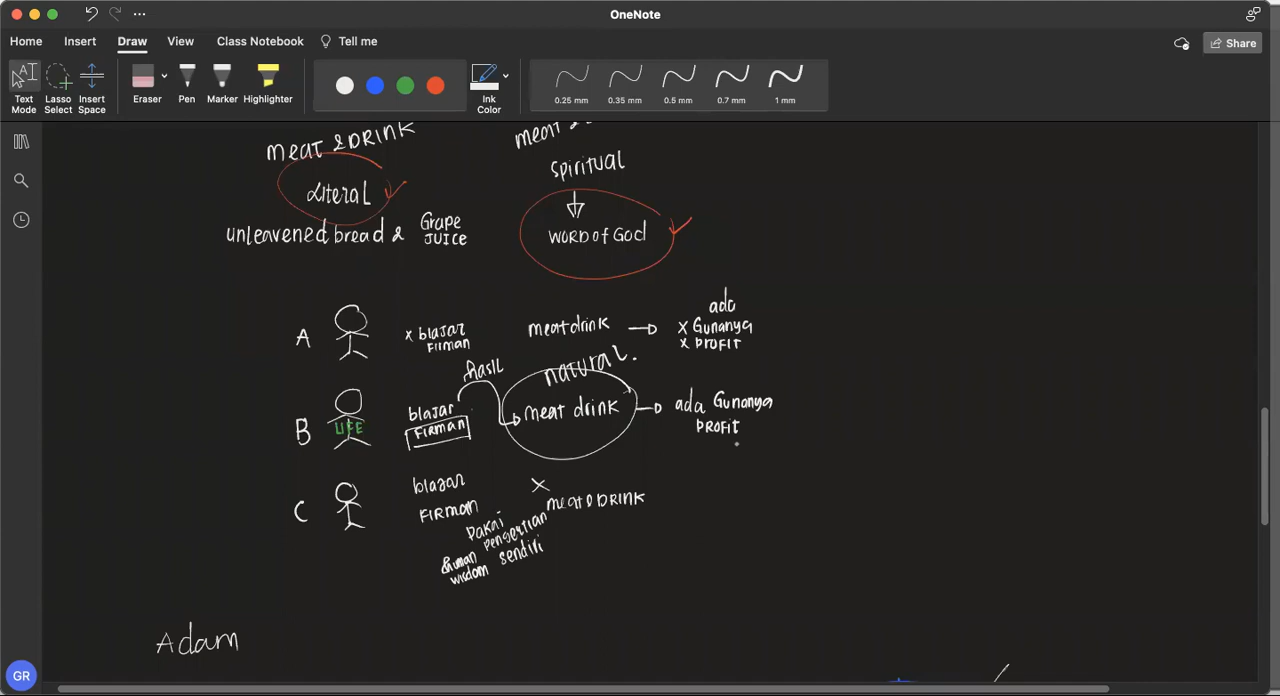 OneNote
Home Insert Draw View Class Notebook Tell me
Share
Text Mode
Lasso Select
Insert Space
Eraser
Pen
Marker
Highlighter
Ink Color
0.25 mm
0.35 mm
0.5 mm
0.7 mm
1 mm
MEAT & DRINK
Literal
unleavened bread & Grape JUICE
meat &
spiritual
WORD of GOD
A
x blajar
FIRMAN
meat drink
ada
x Gunanya
x PROFIT
B
LIFE
blajar
FIRMAN
hasil
natural.
meat drink
ada Gunanya
PROFIT
C
blajar
FIRMAN
x
MEAT & DRINK
pakai
pengertian
sendiri
& human
wisdom
Adam
GR